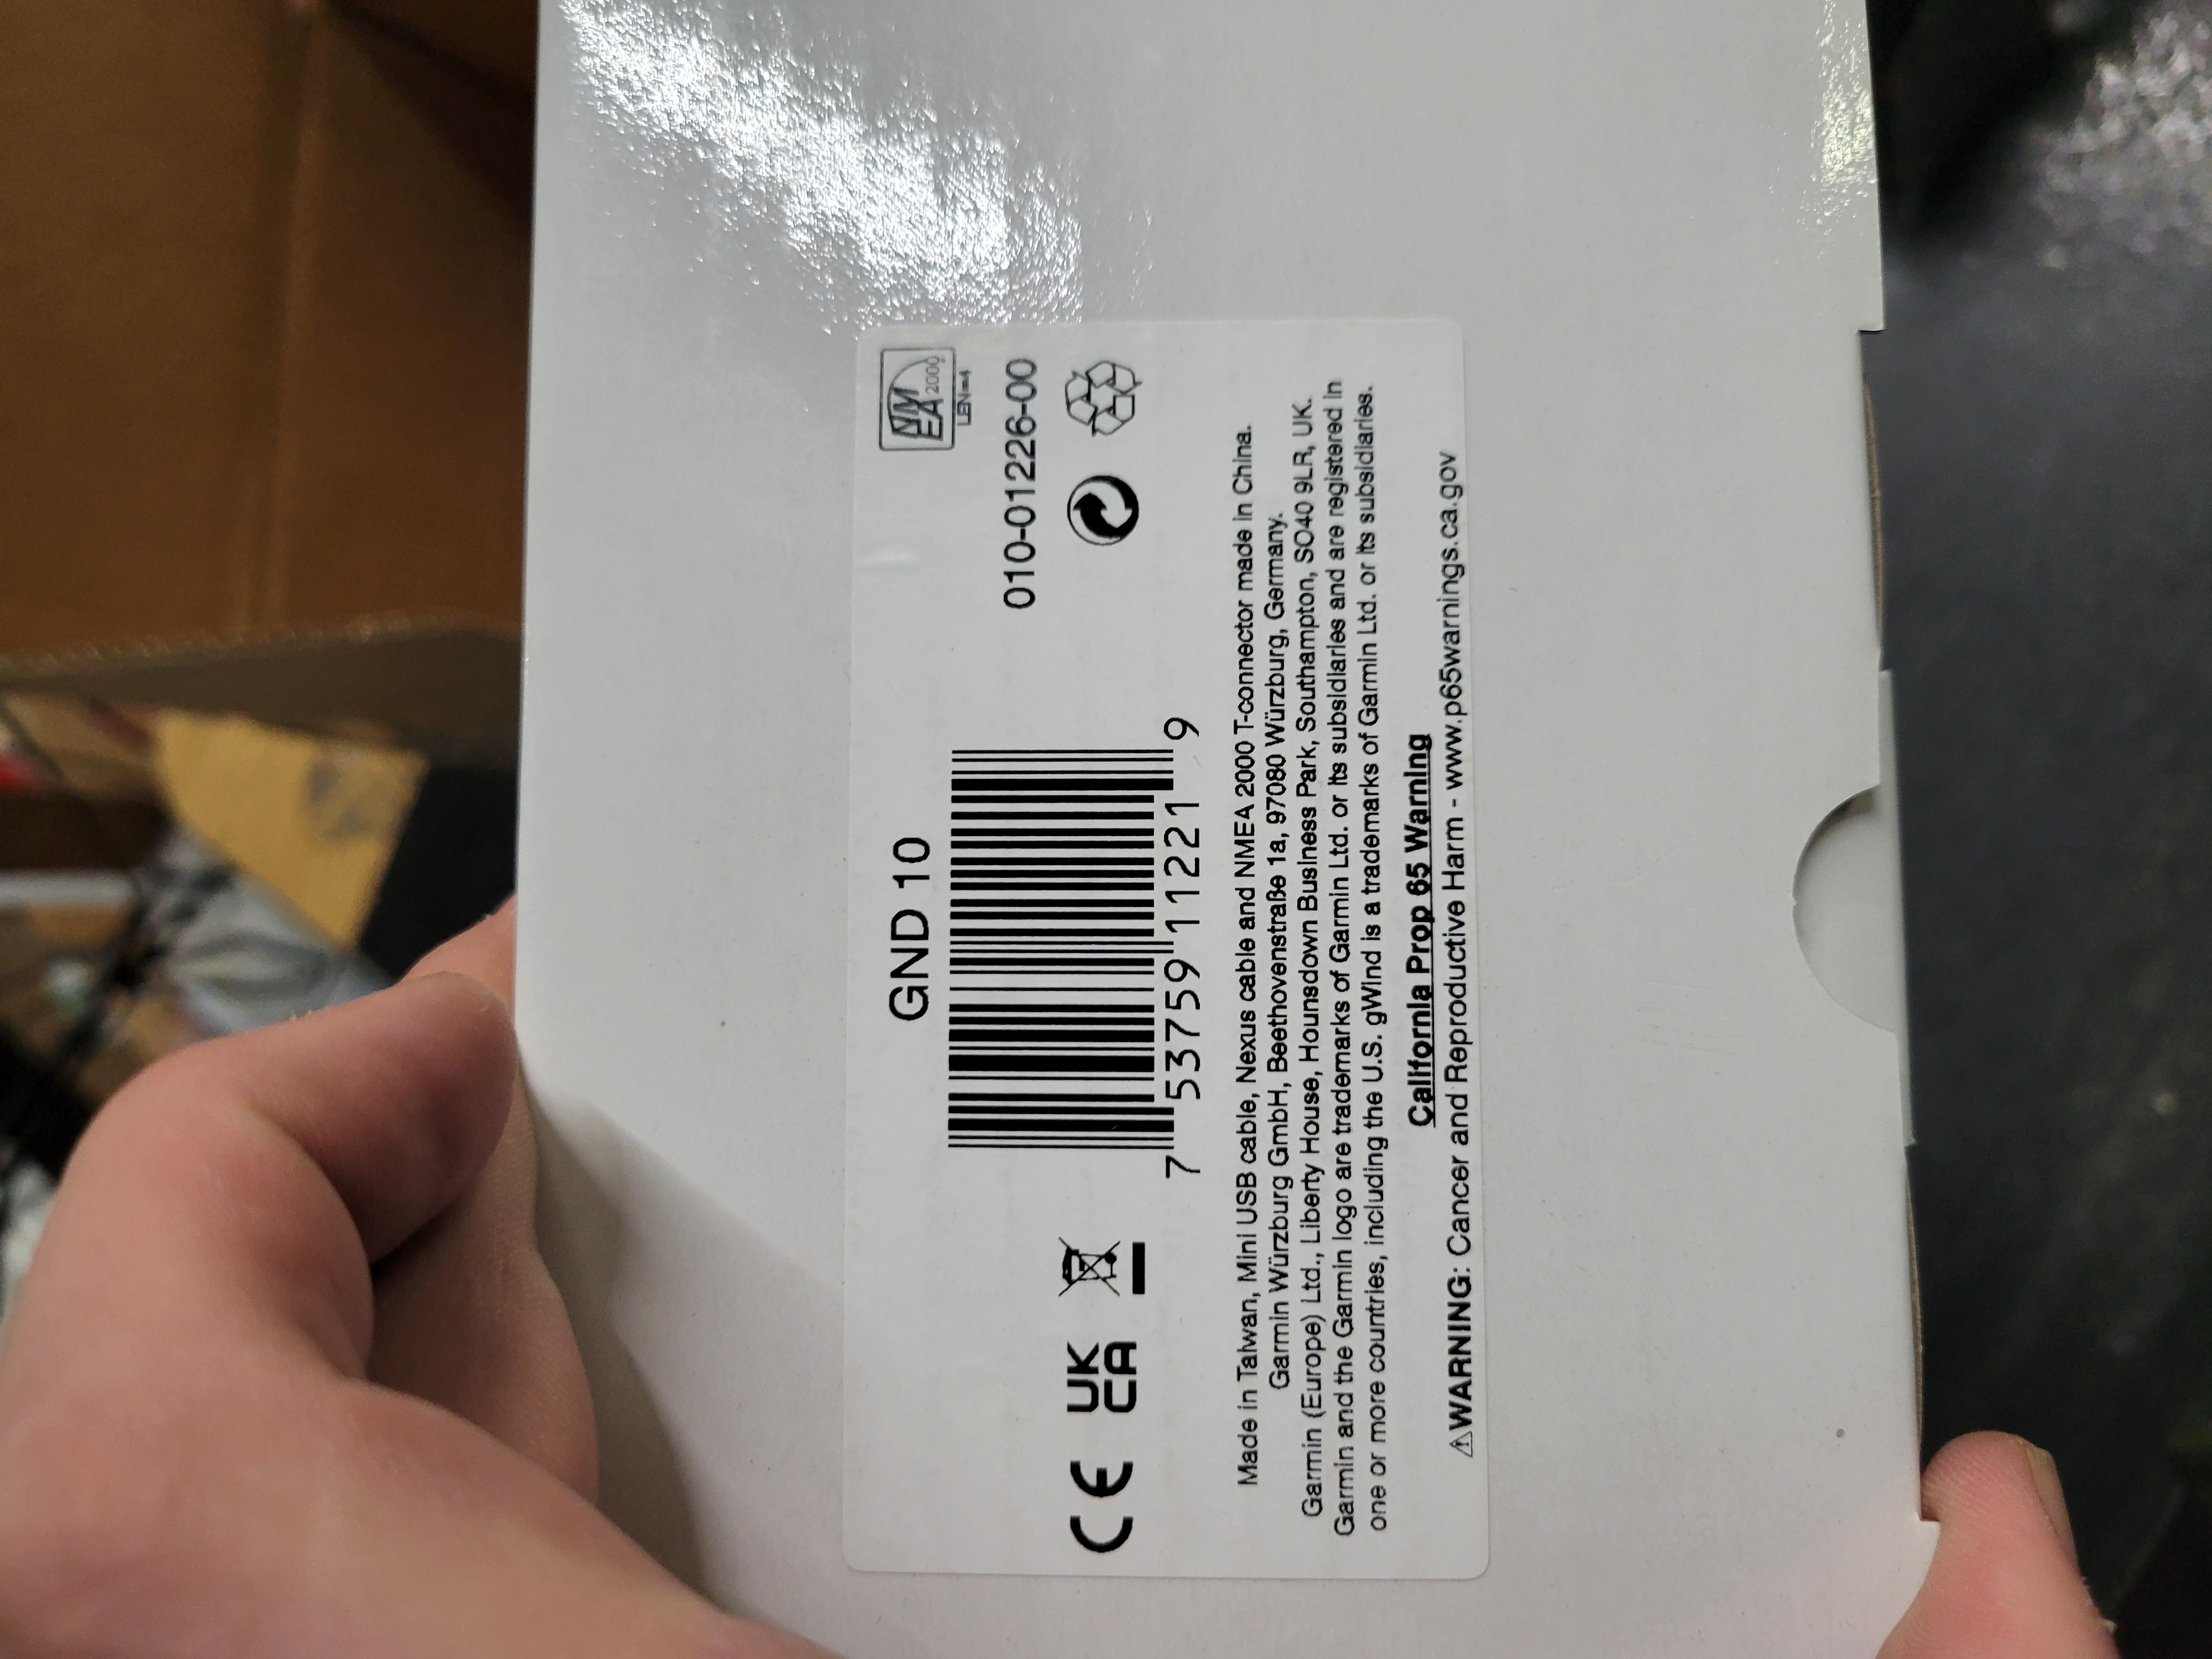 GND 10
NMEA 2000
LEN=4
010-01226-00
7 53759 11221 9
CE UK CA
Made in Taiwan, Mini USB cable, Nexus cable and NMEA 2000 T-connector made in China.
Garmin Würzburg GmbH, Beethovenstraße 1a, 97080 Würzburg, Germany.
Garmin (Europe) Ltd., Liberty House, Hounsdown Business Park, Southampton, SO40 9LR, UK.
Garmin and the Garmin logo are trademarks of Garmin Ltd. or its subsidiaries and are registered in
one or more countries, including the U.S. gWind is a trademarks of Garmin Ltd. or its subsidiaries.
California Prop 65 Warning
⚠WARNING: Cancer and Reproductive Harm - www.p65warnings.ca.gov